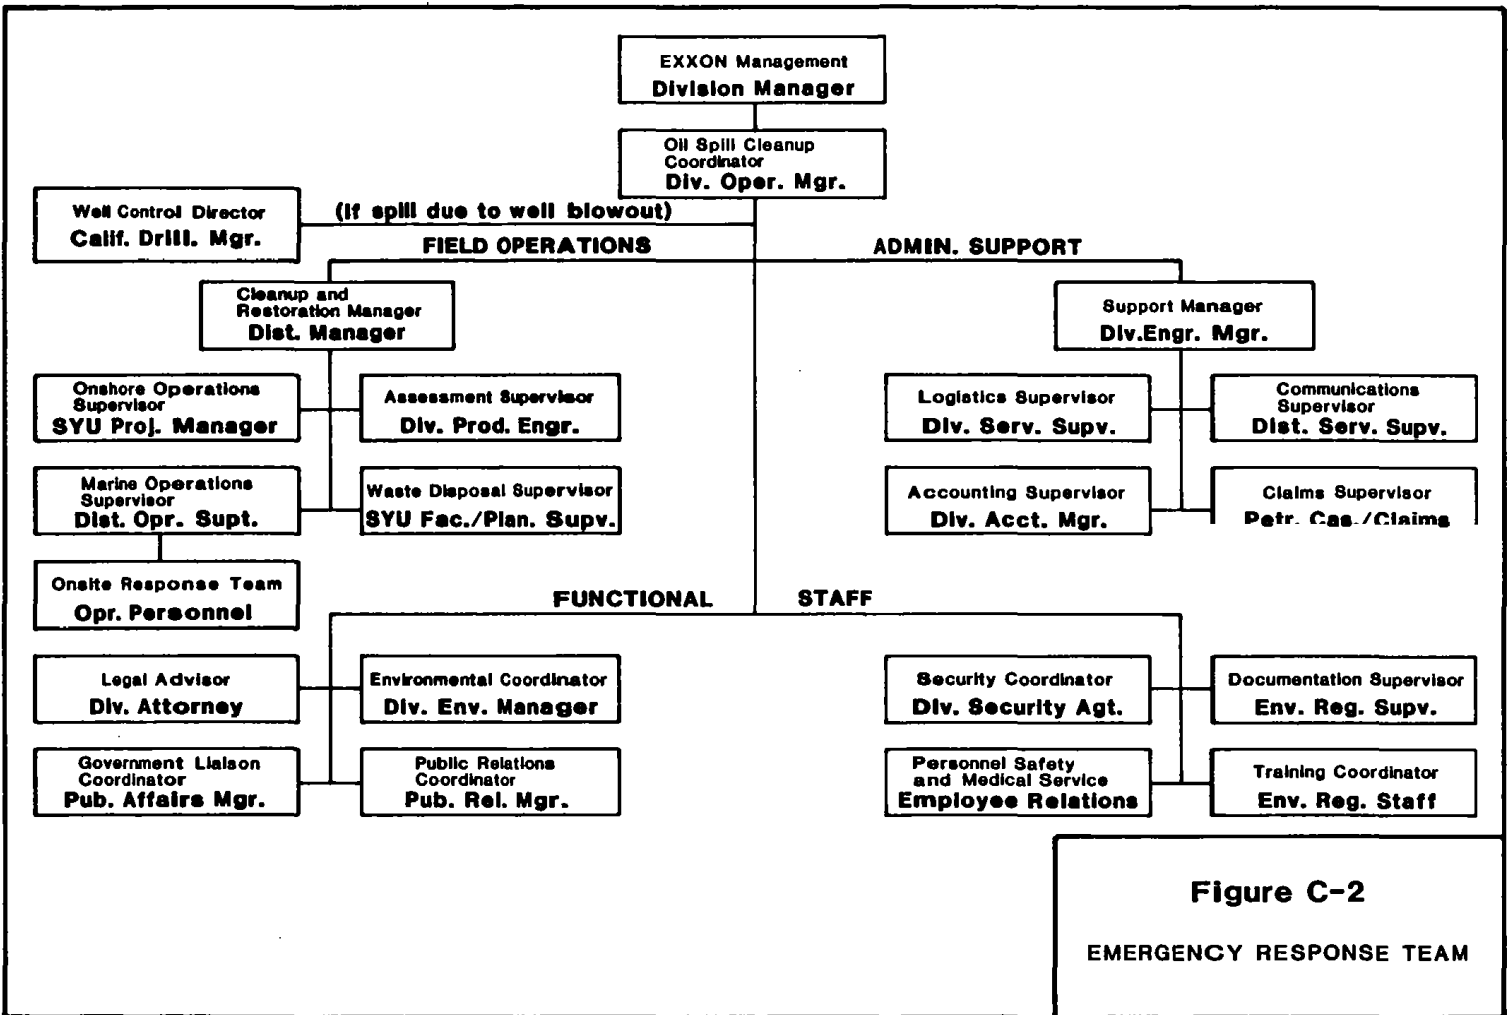 EXXON Management
Division Manager
Oil Spill Cleanup
Coordinator
Div. Oper. Mgr.
Well Control Director
Calif. Drill. Mgr.
(If spill due to well blowout)
FIELD OPERATIONS
ADMIN. SUPPORT
Cleanup and
Restoration Manager
Dist. Manager
Support Manager
Div.Engr. Mgr.
Onshore Operations
Supervisor
SYU Proj. Manager
Assessment Supervisor
Div. Prod. Engr.
Logistics Supervisor
Div. Serv. Supv.
Communications
Supervisor
Dist. Serv. Supv.
Marine Operations
Supervisor
Dist. Opr. Supt.
Waste Disposal Supervisor
SYU Fac./Plan. Supv.
Accounting Supervisor
Div. Acct. Mgr.
Claims Supervisor
Petr. Cas./Claims
Onsite Response Team
Opr. Personnel
FUNCTIONAL STAFF
Legal Advisor
Div. Attorney
Environmental Coordinator
Div. Env. Manager
Security Coordinator
Div. Security Agt.
Documentation Supervisor
Env. Reg. Supv.
Government Liaison
Coordinator
Pub. Affairs Mgr.
Public Relations
Coordinator
Pub. Rel. Mgr.
Personnel Safety
and Medical Service
Employee Relations
Training Coordinator
Env. Reg. Staff
Figure C-2
EMERGENCY RESPONSE TEAM